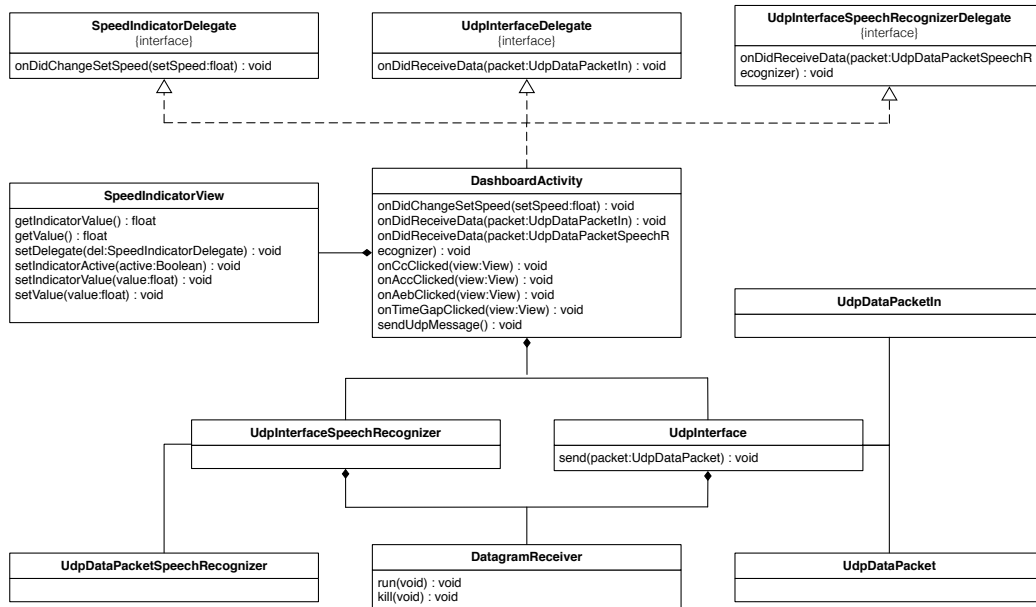 SpeedIndicatorDelegate
{interface}
onDidChangeSetSpeed(setSpeed:float) : void
UdpInterfaceDelegate
{interface}
onDidReceiveData(packet:UdpDataPacketIn) : void
UdpInterfaceSpeechRecognizerDelegate
{interface}
onDidReceiveData(packet:UdpDataPacketSpeechR
ecognizer) : void
SpeedIndicatorView
getIndicatorValue() : float
getValue() : float
setDelegate(del:SpeedIndicatorDelegate) : void
setIndicatorActive(active:Boolean) : void
setIndicatorValue(value:float) : void
setValue(value:float) : void
DashboardActivity
onDidChangeSetSpeed(setSpeed:float) : void
onDidReceiveData(packet:UdpDataPacketIn) : void
onDidReceiveData(packet:UdpDataPacketSpeechR
ecognizer) : void
onCcClicked(view:View) : void
onAccClicked(view:View) : void
onAebClicked(view:View) : void
onTimeGapClicked(view:View) : void
sendUdpMessage() : void
UdpDataPacketIn
UdpInterfaceSpeechRecognizer
UdpInterface
send(packet:UdpDataPacket) : void
UdpDataPacketSpeechRecognizer
DatagramReceiver
run(void) : void
kill(void) : void
UdpDataPacket